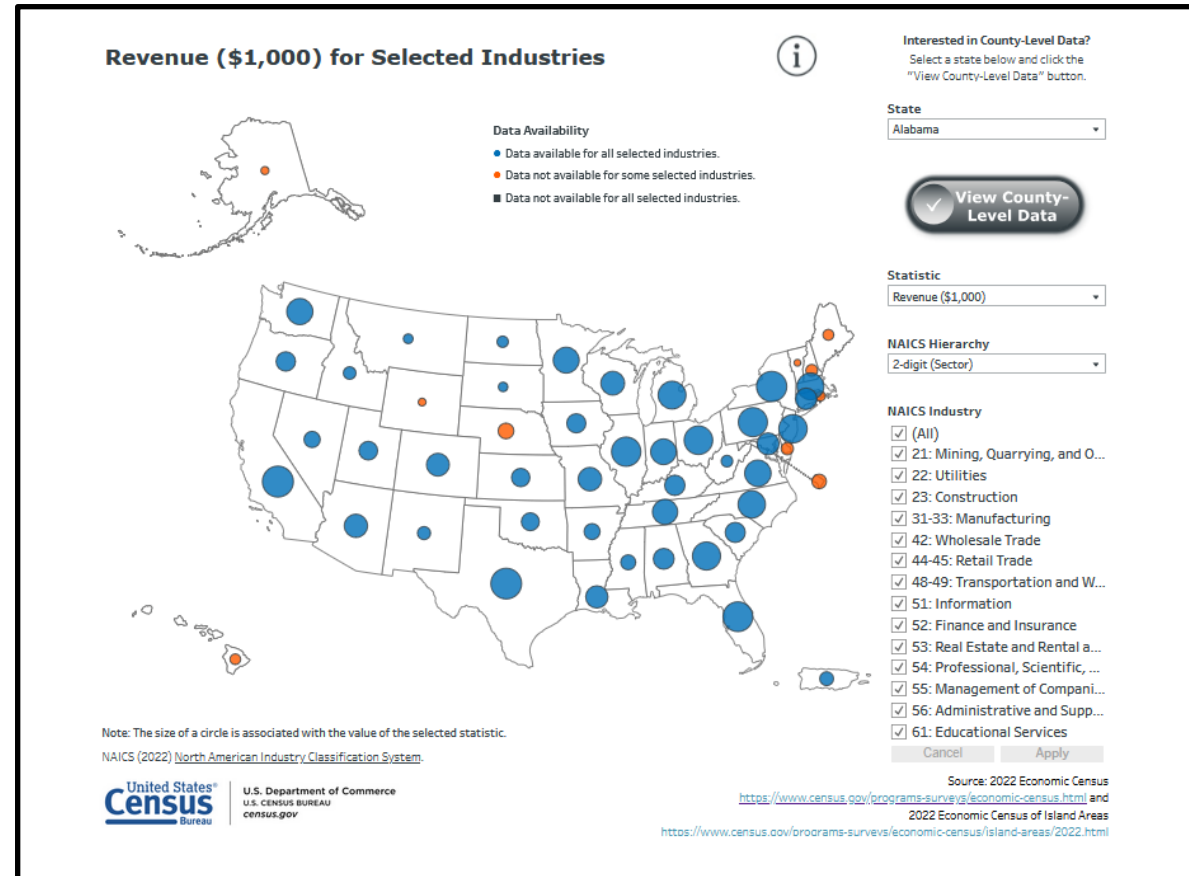 Revenue ($1,000) for Selected Industries
i
Interested in County-Level Data?
Select a state below and click the
"View County-Level Data" button.
State
Alabama
View County-
Level Data
Data Availability
Data available for all selected industries.
Data not available for some selected industries.
Data not available for all selected industries.
Statistic
Revenue ($1,000)
NAICS Hierarchy
2-digit (Sector)
NAICS Industry
(All)
21: Mining, Quarrying, and O...
22: Utilities
23: Construction
31-33: Manufacturing
42: Wholesale Trade
44-45: Retail Trade
48-49: Transportation and W...
51: Information
52: Finance and Insurance
53: Real Estate and Rental a...
54: Professional, Scientific, ...
55: Management of Compani...
56: Administrative and Supp...
61: Educational Services
Cancel Apply
Note: The size of a circle is associated with the value of the selected statistic.
NAICS (2022) North American Industry Classification System.
United States®
Census
Bureau
U.S. Department of Commerce
U.S. CENSUS BUREAU
census.gov
Source: 2022 Economic Census
https://www.census.gov/programs-surveys/economic-census.html and
2022 Economic Census of Island Areas
https://www.census.gov/programs-surveys/economic-census/island-areas/2022.html